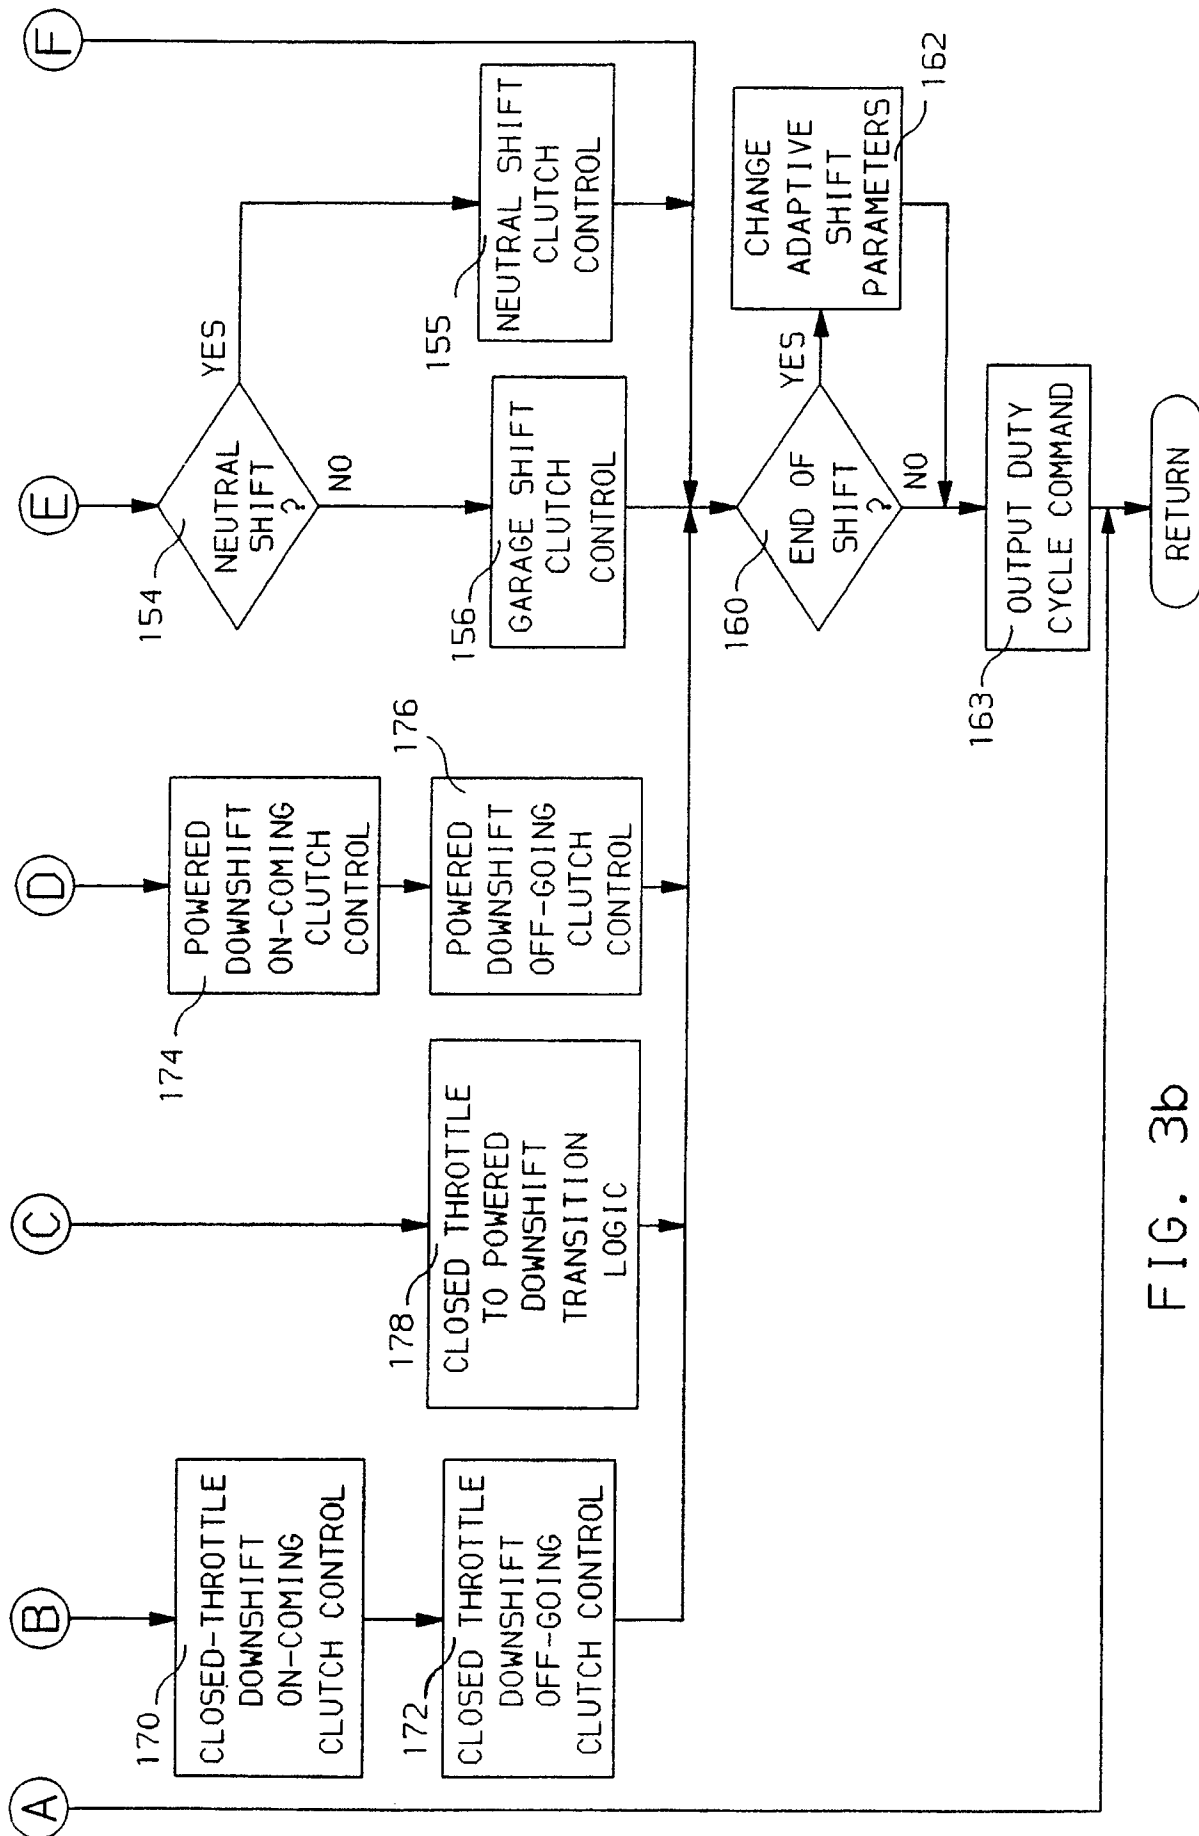 A
B
C
D
E
F
170
CLOSED-THROTTLE
DOWNSHIFT
ON-COMING
CLUTCH CONTROL
172
CLOSED THROTTLE
DOWNSHIFT
OFF-GOING
CLUTCH CONTROL
178
CLOSED THROTTLE
TO POWERED
DOWNSHIFT
TRANSITION
LOGIC
174
POWERED
DOWNSHIFT
ON-COMING
CLUTCH
CONTROL
176
POWERED
DOWNSHIFT
OFF-GOING
CLUTCH
CONTROL
154
NEUTRAL
SHIFT
?
YES
NO
156
GARAGE SHIFT
CLUTCH
CONTROL
155
NEUTRAL SHIFT
CLUTCH
CONTROL
160
END OF
SHIFT
?
YES
NO
CHANGE
ADAPTIVE
SHIFT
PARAMETERS
162
163
OUTPUT DUTY
CYCLE COMMAND
RETURN
FIG. 3b